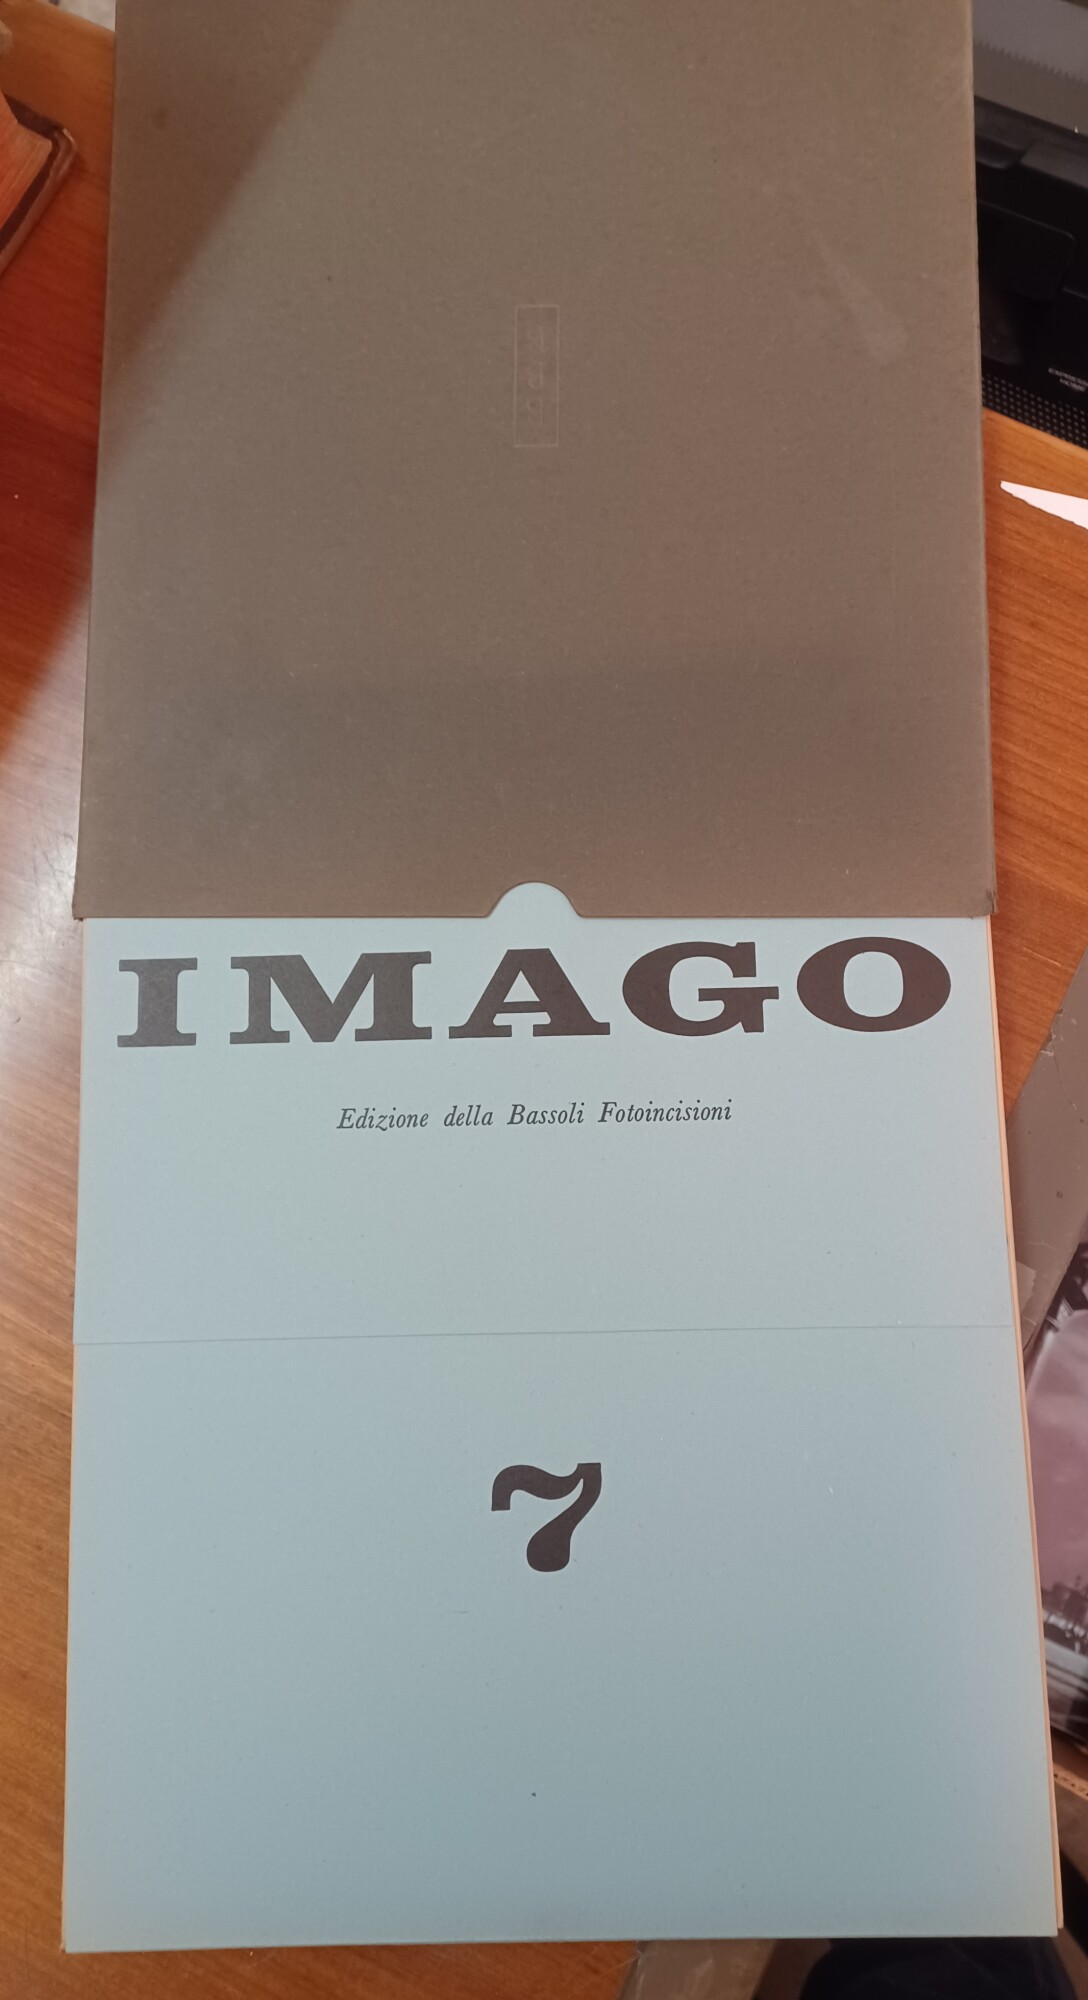 IMAGO
Edizione della Bassoli Fotoincisioni
7